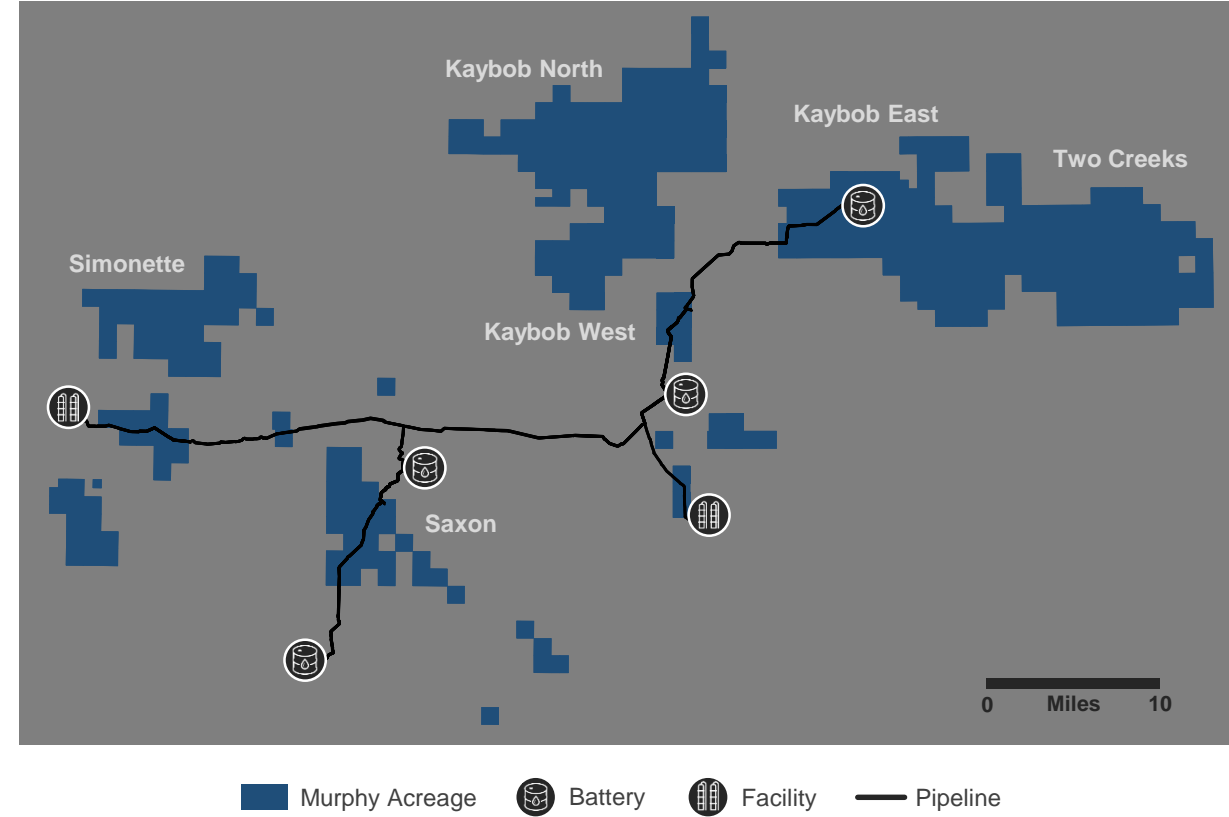 Kaybob North
Kaybob East
Two Creeks
Simonette
Kaybob West
Saxon
0 Miles 10
Murphy Acreage Battery Facility Pipeline